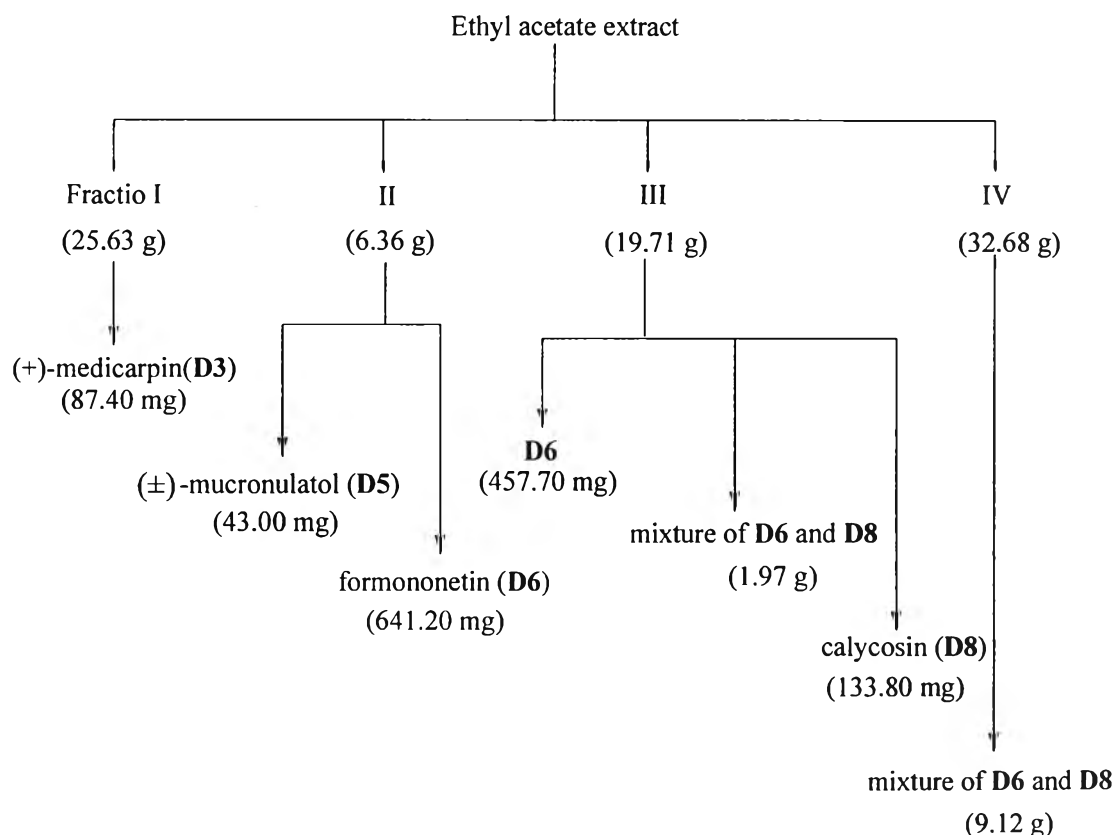 Ethyl acetate extract
Fractio I
(25.63 g)
II
(6.36 g)
III
(19.71 g)
IV
(32.68 g)
(+)-medicarpin(D3)
(87.40 mg)
(±)-mucronulatol (D5)
(43.00 mg)
formononetin (D6)
(641.20 mg)
D6
(457.70 mg)
mixture of D6 and D8
(1.97 g)
calycosin (D8)
(133.80 mg)
mixture of D6 and D8
(9.12 g)